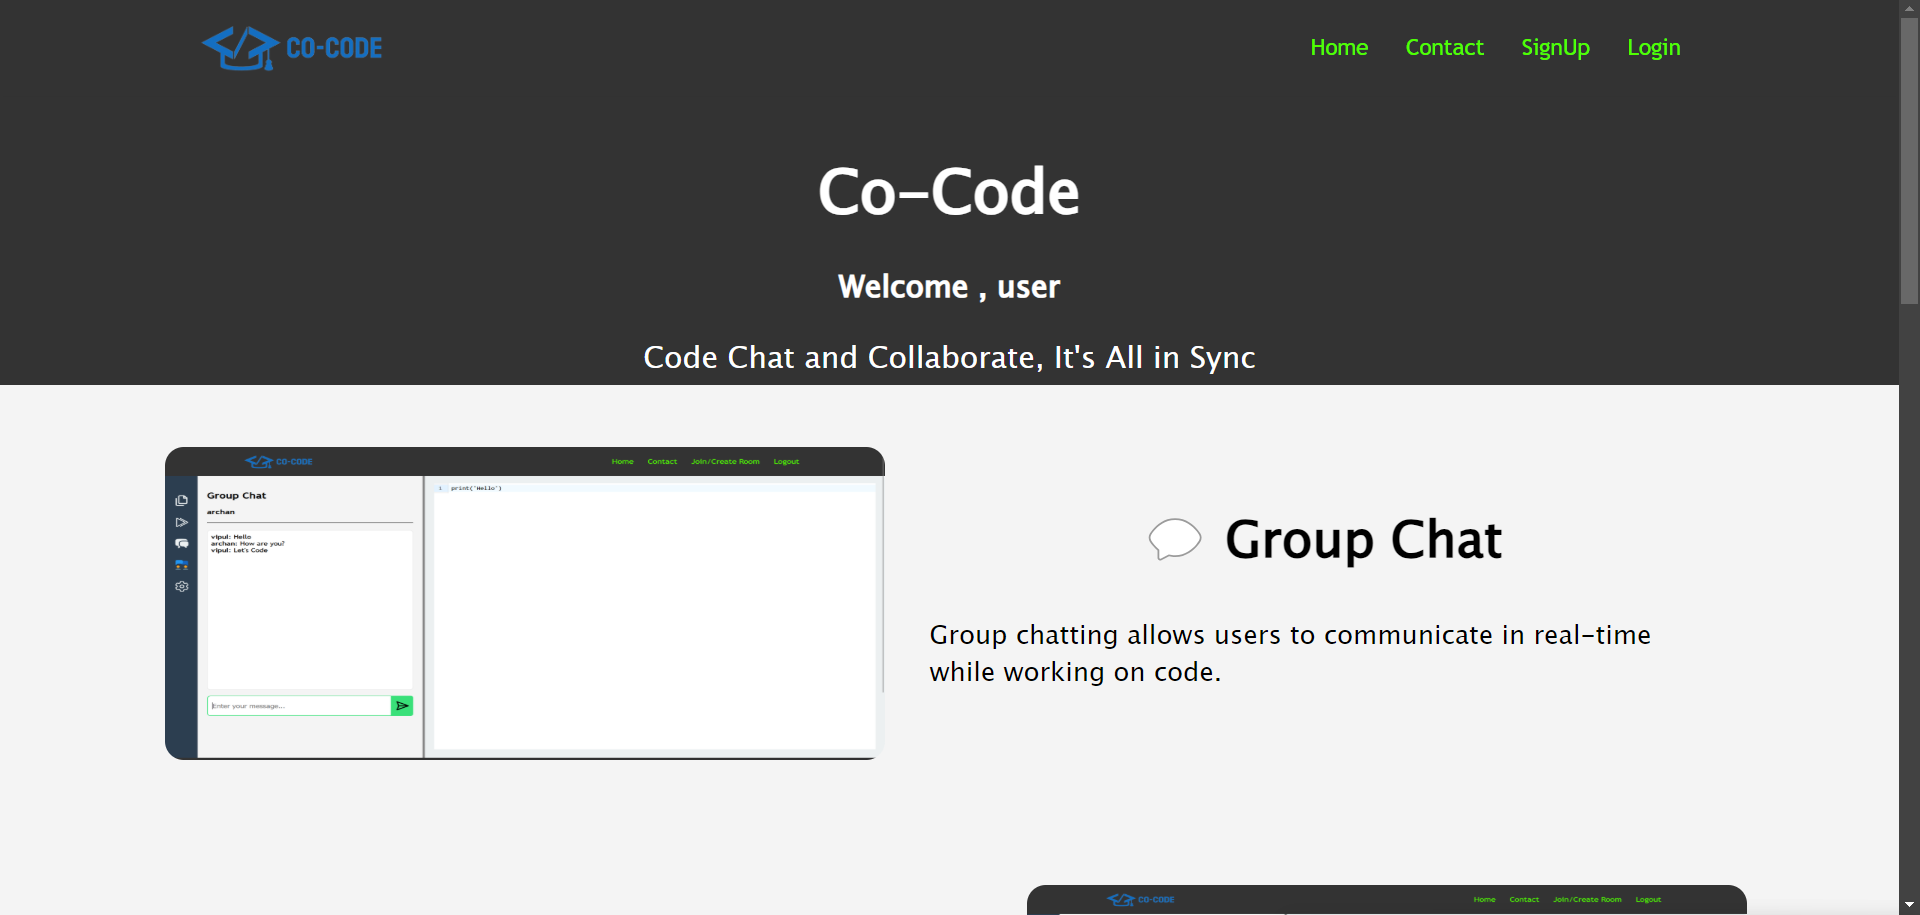 CO-CODE
Home Contact SignUp Login
Co-Code
Welcome , user
Code Chat and Collaborate, It's All in Sync
CO-CODE
Home Contact Join/Create Room Logout
Group Chat
archan
vipul: Hello
archan: How are you?
vipul: Let's Code
Enter your message...
1 print('Hello')
Group Chat
Group chatting allows users to communicate in real-time
while working on code.
CO-CODE
Home Contact Join/Create Room Logout